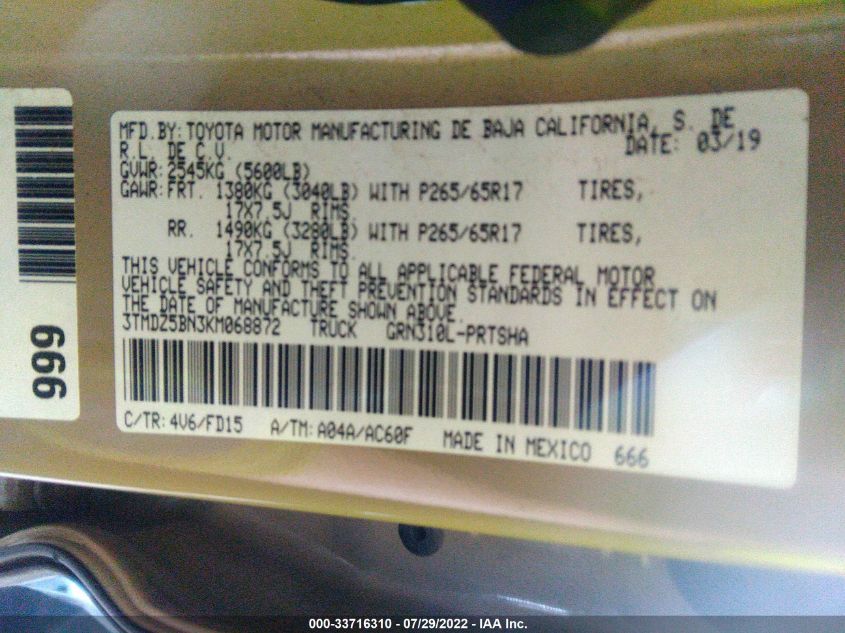 MFD.BY: TOYOTA MOTOR MANUFACTURING DE BAJA CALIFORNIA, S. DE
R.L. DE C.V. DATE: 03/19
GVWR: 2545KG (5600LB)
GAWR: FRT. 1380KG (3040LB) WITH P265/65R17 TIRES,
17X7.5J RIMS.
RR. 1490KG (3280LB) WITH P265/65R17 TIRES,
17X7.5J RIMS.
THIS VEHICLE CONFORMS TO ALL APPLICABLE FEDERAL MOTOR
VEHICLE SAFETY AND THEFT PREVENTION STANDARDS IN EFFECT ON
THE DATE OF MANUFACTURE SHOWN ABOVE.
3TMDZ5BN3KM068872 TRUCK GRN310L-PRTSHA
C/TR: 4V6/FD15 A/TM: A04A/AC60F MADE IN MEXICO 666
999
000-33716310 - 07/29/2022 - IAA Inc.